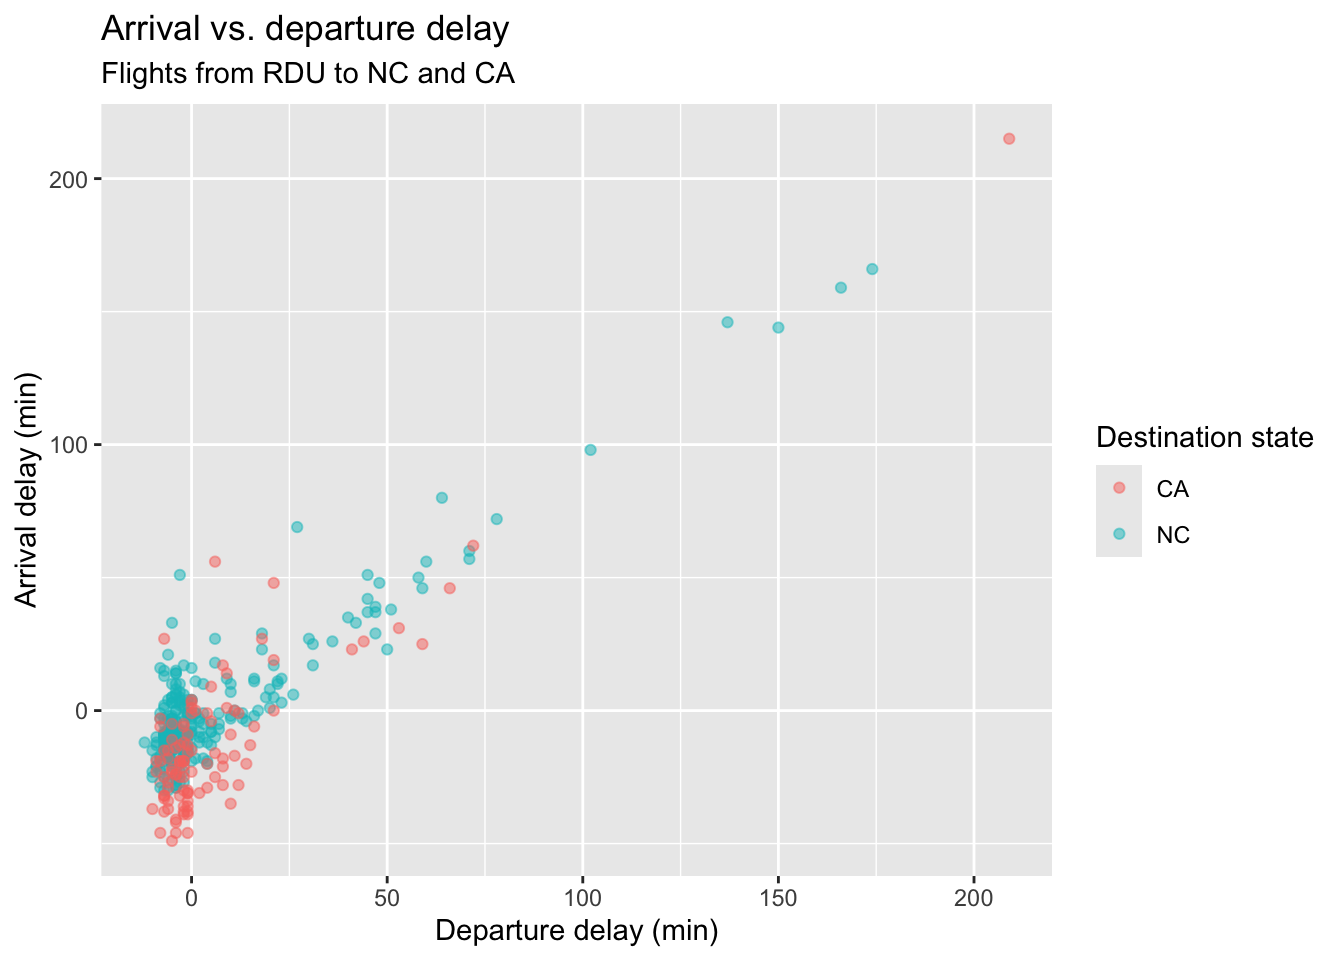 Arrival vs. departure delay
Flights from RDU to NC and CA
200
100
0
Arrival delay (min)
0 50 100 150 200
Departure delay (min)
Destination state
CA
NC